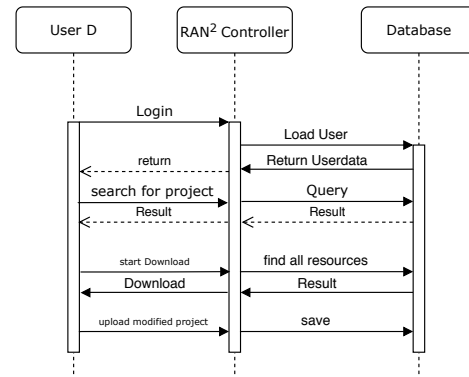 User D
RAN² Controller
Database
Login
Load User
return
Return Userdata
search for project
Query
Result
Result
start Download
find all resources
Download
Result
upload modified project
save